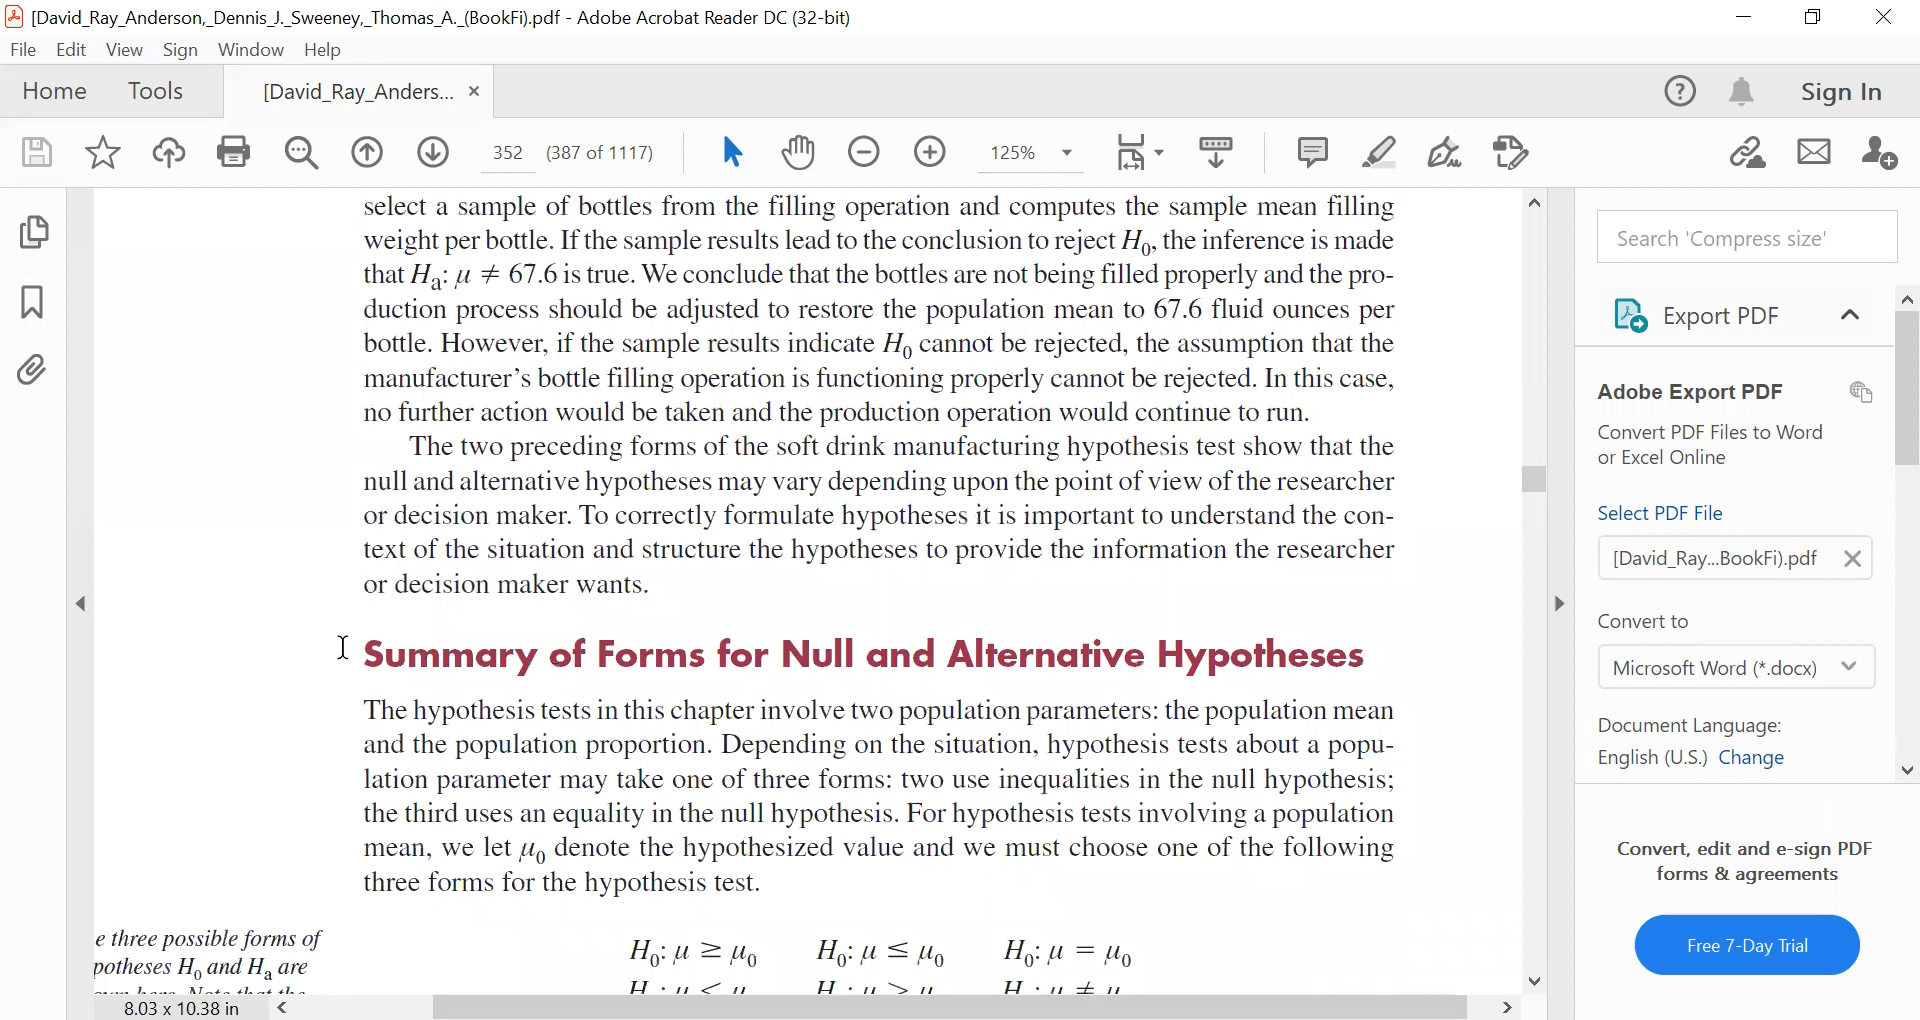 [David_Ray_Anderson,_Dennis_J._Sweeney,_Thomas_A._(BookFi).pdf - Adobe Acrobat Reader DC (32-bit)
File Edit View Sign Window Help
Home Tools [David_Ray_Anders... × Sign In
352 (387 of 1117) 125%
select a sample of bottles from the filling operation and computes the sample mean filling
weight per bottle. If the sample results lead to the conclusion to reject H₀, the inference is made
that Hₐ: μ ≠ 67.6 is true. We conclude that the bottles are not being filled properly and the pro-
duction process should be adjusted to restore the population mean to 67.6 fluid ounces per
bottle. However, if the sample results indicate H₀ cannot be rejected, the assumption that the
manufacturer's bottle filling operation is functioning properly cannot be rejected. In this case,
no further action would be taken and the production operation would continue to run.
The two preceding forms of the soft drink manufacturing hypothesis test show that the
null and alternative hypotheses may vary depending upon the point of view of the researcher
or decision maker. To correctly formulate hypotheses it is important to understand the con-
text of the situation and structure the hypotheses to provide the information the researcher
or decision maker wants.
Summary of Forms for Null and Alternative Hypotheses
The hypothesis tests in this chapter involve two population parameters: the population mean
and the population proportion. Depending on the situation, hypothesis tests about a popu-
lation parameter may take one of three forms: two use inequalities in the null hypothesis;
the third uses an equality in the null hypothesis. For hypothesis tests involving a population
mean, we let μ₀ denote the hypothesized value and we must choose one of the following
three forms for the hypothesis test.
e three possible forms of
potheses H₀ and Hₐ are
H₀: μ ≥ μ₀ H₀: μ ≤ μ₀ H₀: μ = μ₀
8.03 x 10.38 in
Search 'Compress size'
Export PDF
Adobe Export PDF
Convert PDF Files to Word
or Excel Online
Select PDF File
[David_Ray...BookFi).pdf
Convert to
Microsoft Word (*.docx)
Document Language:
English (U.S.) Change
Convert, edit and e-sign PDF
forms & agreements
Free 7-Day Trial